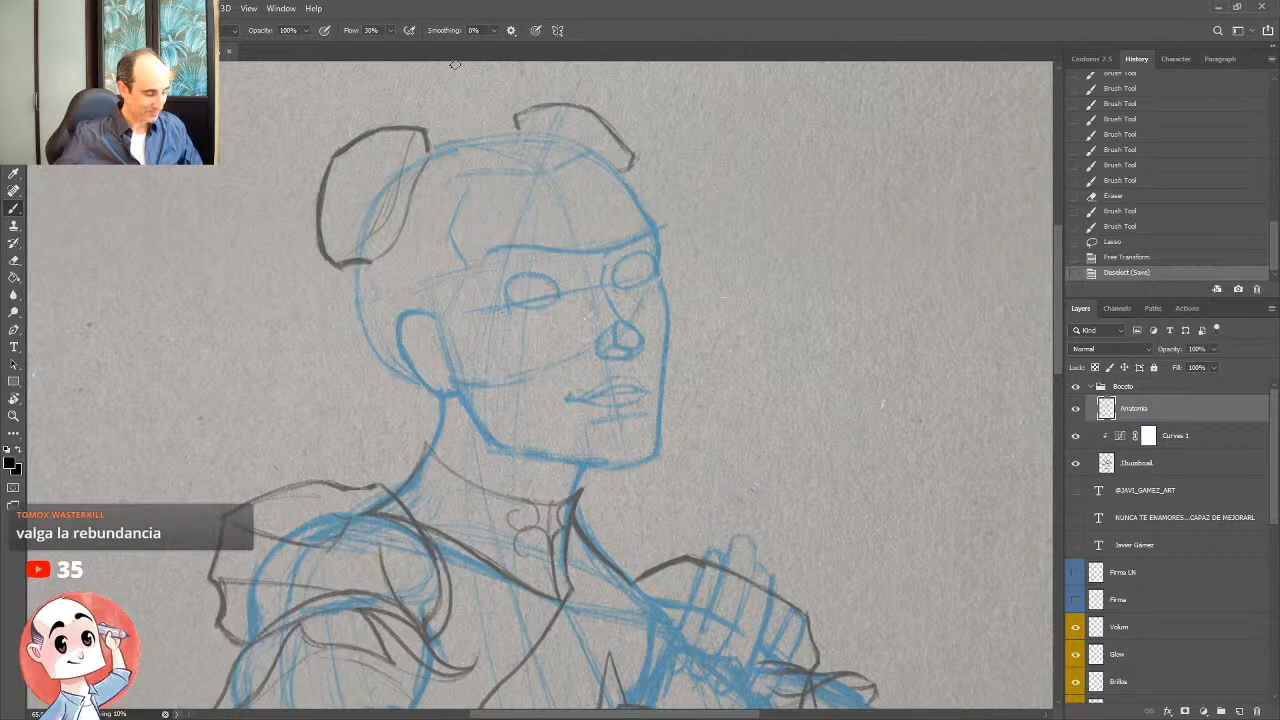 3D View Window Help
Opacity: 100% Flow: 30% Smoothing: 0%
Coolorus 2.5 History Character Paragraph
Brush Tool
Brush Tool
Brush Tool
Brush Tool
Brush Tool
Brush Tool
Brush Tool
Brush Tool
Eraser
Brush Tool
Brush Tool
Lasso
Free Transform
Deselect (Save)
Layers Channels Paths Actions
Kind
Normal Opacity: 100%
Lock: Fill: 100%
Boceto
Anatomia
Curves 1
Thumbnail
T @JAVI_GAMEZ_ART
T NUNCA TE ENAMORES...CAPAZ DE MEJORARL
T Javier Gámez
Firma LN
Firma
Volum
Glow
Brillos
TOMOX WASTERKILL
valga la rebundancia
35